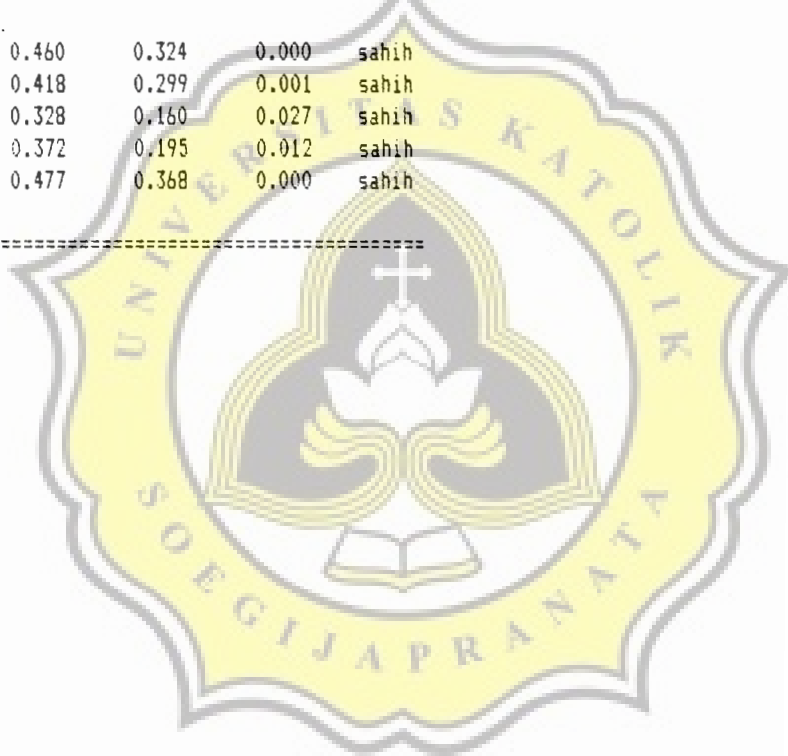 0.460 0.324 0.000 sahih
0.418 0.299 0.001 sahih
0.328 0.160 0.027 sahih
0.372 0.195 0.012 sahih
0.477 0.368 0.000 sahih
========================================
UNIVERSITAS KATOLIK
SOEGIJAPRANATA